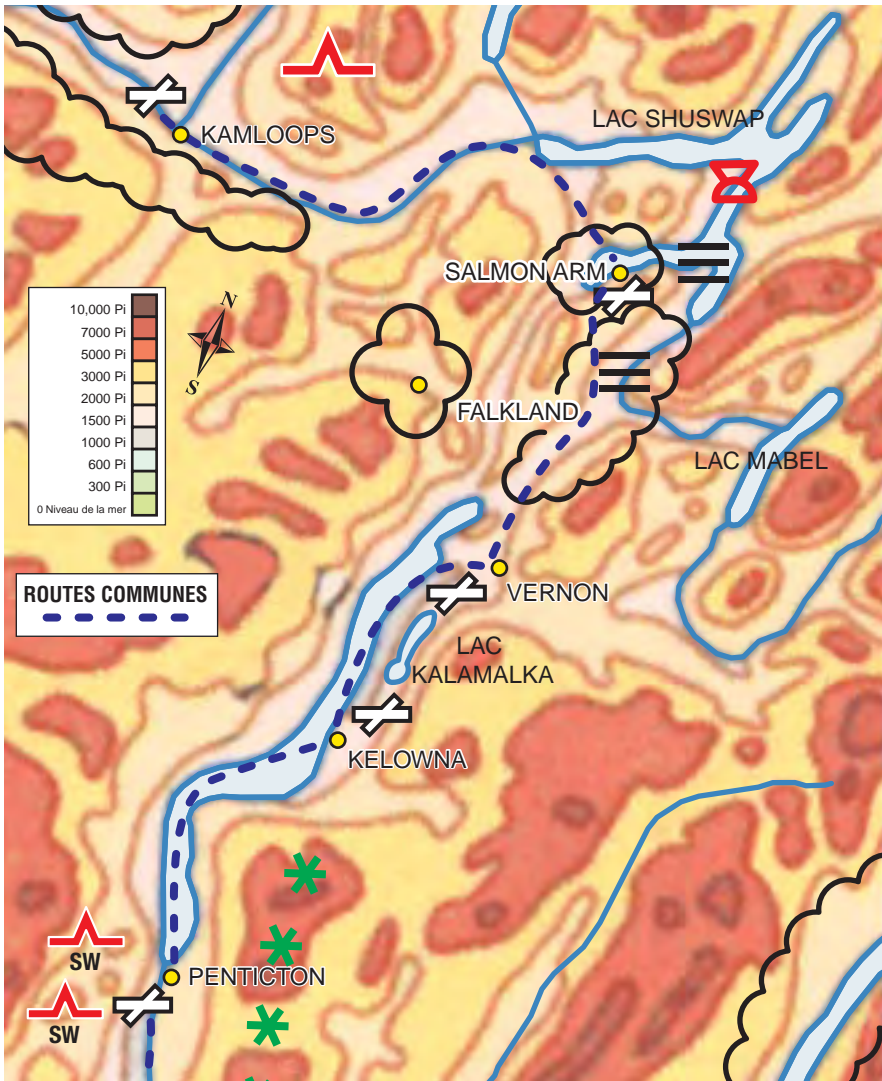 LAC SHUSWAP
KAMLOOPS
SALMON ARM
N
S
10,000 Pi
7000 Pi
5000 Pi
3000 Pi
2000 Pi
1500 Pi
1000 Pi
600 Pi
300 Pi
0 Niveau de la mer
FALKLAND
LAC MABEL
ROUTES COMMUNES
VERNON
LAC
KALAMALKA
KELOWNA
SW
PENTICTON
SW